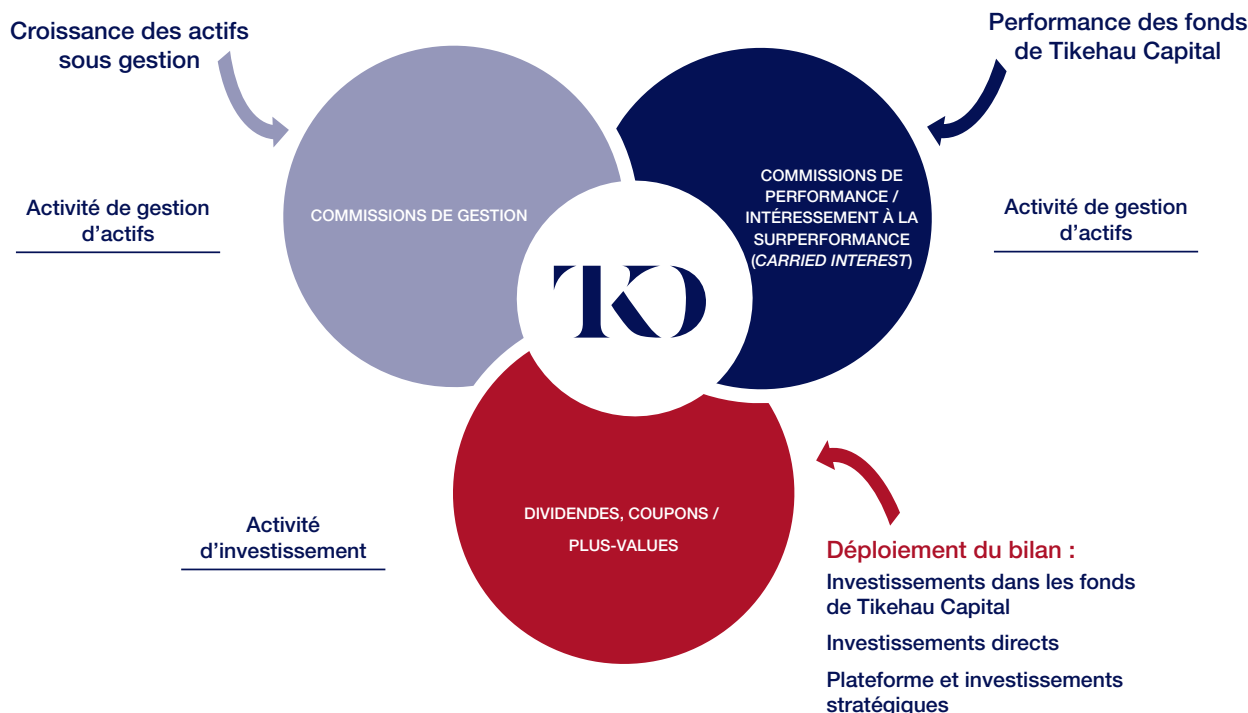 Croissance des actifs
sous gestion
Performance des fonds
de Tikehau Capital
COMMISSIONS DE GESTION
COMMISSIONS DE
PERFORMANCE /
INTÉRESSEMENT À LA
SURPERFORMANCE
(CARRIED INTEREST)
Activité de gestion
d'actifs
Activité de gestion
d'actifs
TKO
DIVIDENDES, COUPONS /
PLUS-VALUES
Activité
d'investissement
Déploiement du bilan :
Investissements dans les fonds
de Tikehau Capital
Investissements directs
Plateforme et investissements
stratégiques